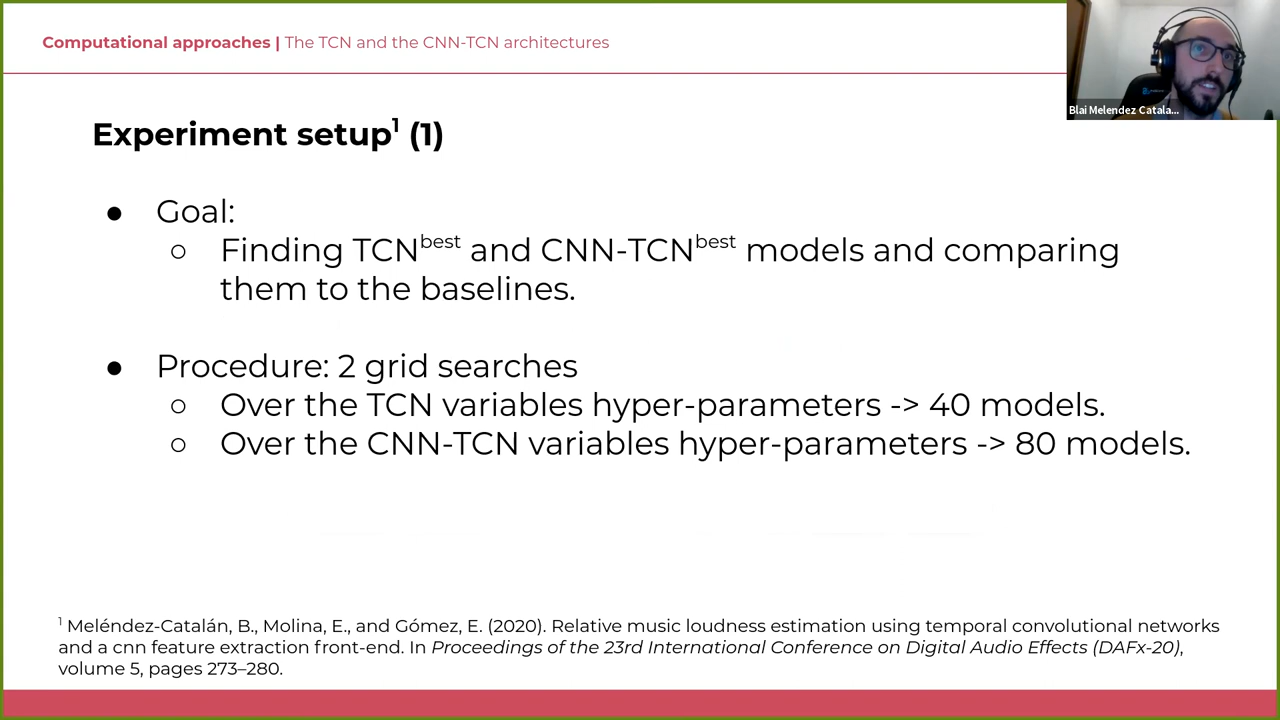 Computational approaches | The TCN and the CNN-TCN architectures
Blai Melendez Catala...
Experiment setup1 (1)
● Goal:
○ Finding TCNbest and CNN-TCNbest models and comparing
them to the baselines.
● Procedure: 2 grid searches
○ Over the TCN variables hyper-parameters -> 40 models.
○ Over the CNN-TCN variables hyper-parameters -> 80 models.
1 Meléndez-Catalán, B., Molina, E., and Gómez, E. (2020). Relative music loudness estimation using temporal convolutional networks
and a cnn feature extraction front-end. In Proceedings of the 23rd International Conference on Digital Audio Effects (DAFx-20),
volume 5, pages 273–280.